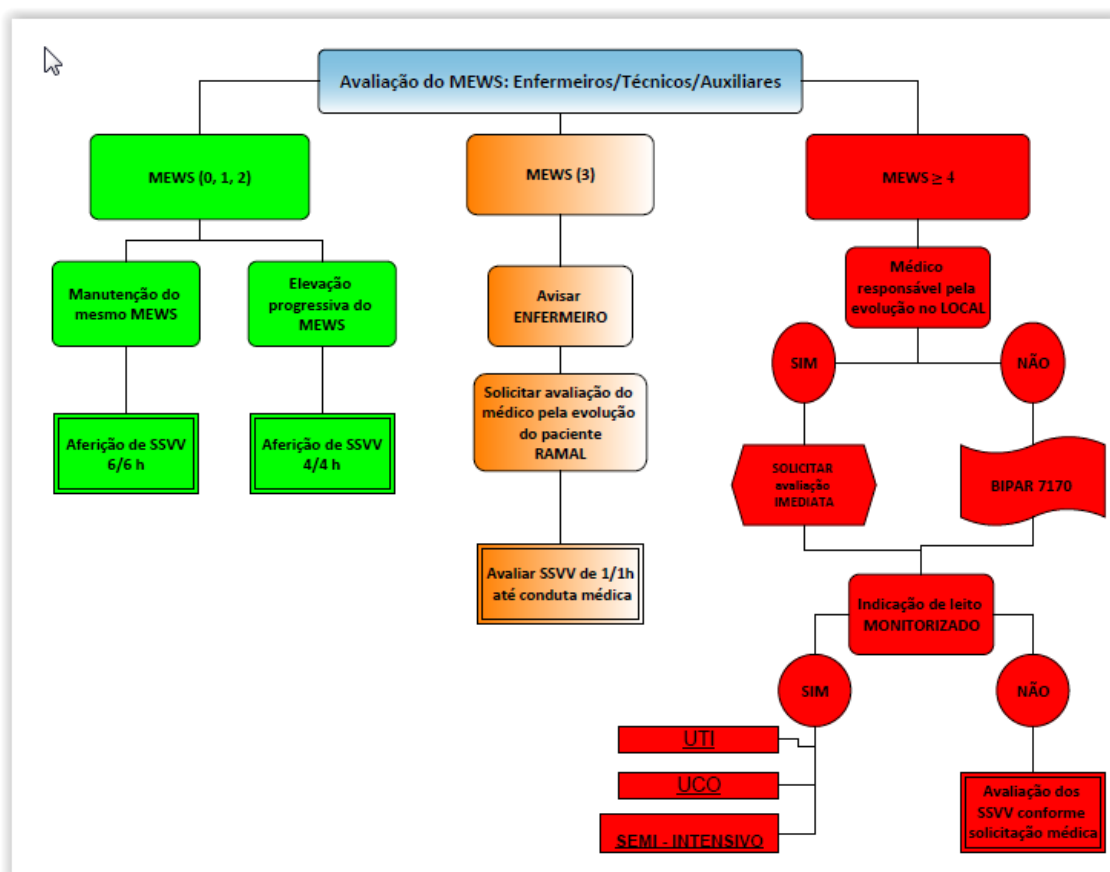 Avaliação do MEWS: Enfermeiros/Técnicos/Auxiliares
MEWS (0, 1, 2)
Manutenção do
mesmo MEWS
Elevação
progressiva do
MEWS
Aferição de SSVV
6/6 h
Aferição de SSVV
4/4 h
MEWS (3)
Avisar
ENFERMEIRO
Solicitar avaliação do
médico pela evolução
do paciente
RAMAL
Avaliar SSVV de 1/1h
até conduta médica
MEWS ≥ 4
Médico
responsável pela
evolução no LOCAL
SIM
NÃO
SOLICITAR
avaliação
IMEDIATA
BIPAR 7170
Indicação de leito
MONITORIZADO
SIM
NÃO
UTI
UCO
SEMI - INTENSIVO
Avaliação dos
SSVV conforme
solicitação médica